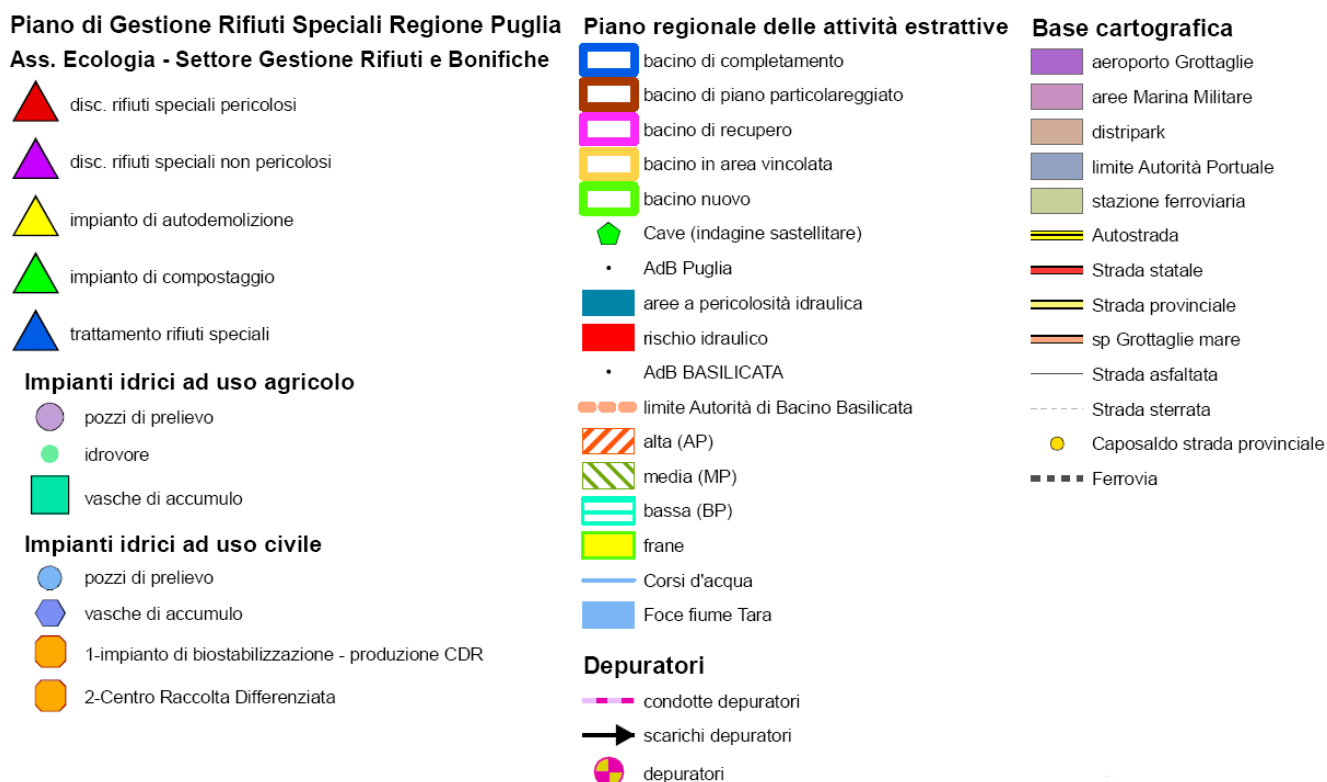 Piano di Gestione Rifiuti Speciali Regione Puglia
Ass. Ecologia - Settore Gestione Rifiuti e Bonifiche
disc. rifiuti speciali pericolosi
disc. rifiuti speciali non pericolosi
impianto di autodemolizione
impianto di compostaggio
trattamento rifiuti speciali
Impianti idrici ad uso agricolo
pozzi di prelievo
idrovore
vasche di accumulo
Impianti idrici ad uso civile
pozzi di prelievo
vasche di accumulo
1-impianto di biostabilizzazione - produzione CDR
2-Centro Raccolta Differenziata
Piano regionale delle attività estrattive
bacino di completamento
bacino di piano particolareggiato
bacino di recupero
bacino in area vincolata
bacino nuovo
Cave (indagine sastellitare)
AdB Puglia
aree a pericolosità idraulica
rischio idraulico
AdB BASILICATA
limite Autorità di Bacino Basilicata
alta (AP)
media (MP)
bassa (BP)
frane
Corsi d'acqua
Foce fiume Tara
Depuratori
condotte depuratori
scarichi depuratori
depuratori
Base cartografica
aeroporto Grottaglie
aree Marina Militare
distripark
limite Autorità Portuale
stazione ferroviaria
Autostrada
Strada statale
Strada provinciale
sp Grottaglie mare
Strada asfaltata
Strada sterrata
Caposaldo strada provinciale
Ferrovia